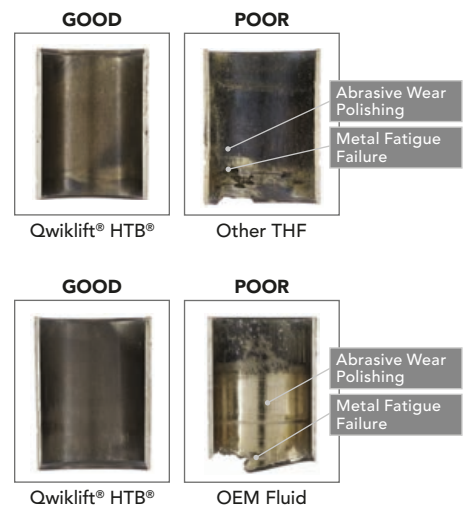 GOOD
POOR
Abrasive Wear
Polishing
Metal Fatigue
Failure
Qwiklift® HTB®
Other THF
GOOD
POOR
Abrasive Wear
Polishing
Metal Fatigue
Failure
Qwiklift® HTB®
OEM Fluid